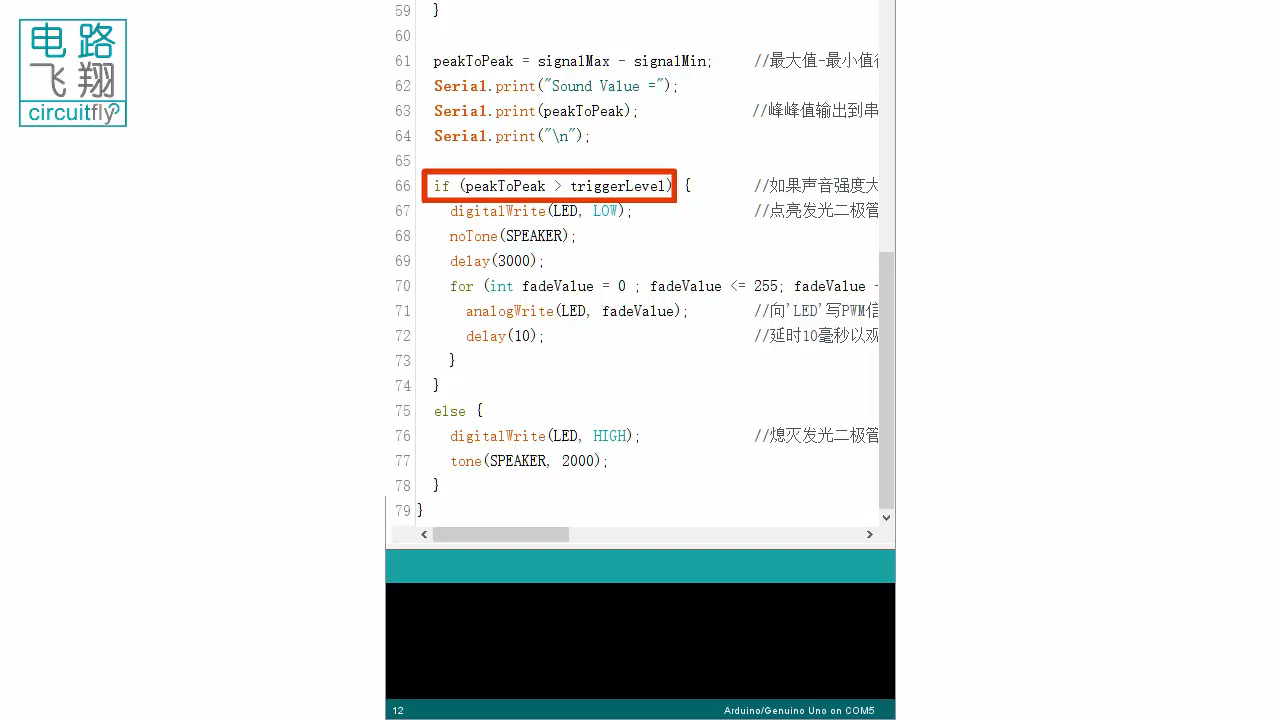 电路
飞翔
circuitfly
59 }
60
61 peakToPeak = signalMax - signalMin; //最大值-最小值
62 Serial.print("Sound Value =");
63 Serial.print(peakToPeak); //峰峰值输出到串
64 Serial.print("\n");
65
66 if (peakToPeak > triggerLevel) { //如果声音强度大
67 digitalWrite(LED, LOW); //点亮发光二极管
68 noTone(SPEAKER);
69 delay(3000);
70 for (int fadeValue = 0 ; fadeValue <= 255; fadeValue
71 analogWrite(LED, fadeValue); //向'LED'写PWM信
72 delay(10); //延时10毫秒以观
73 }
74 }
75 else {
76 digitalWrite(LED, HIGH); //熄灭发光二极管
77 tone(SPEAKER, 2000);
78 }
79 }
12 Arduino/Genuino Uno on COM5